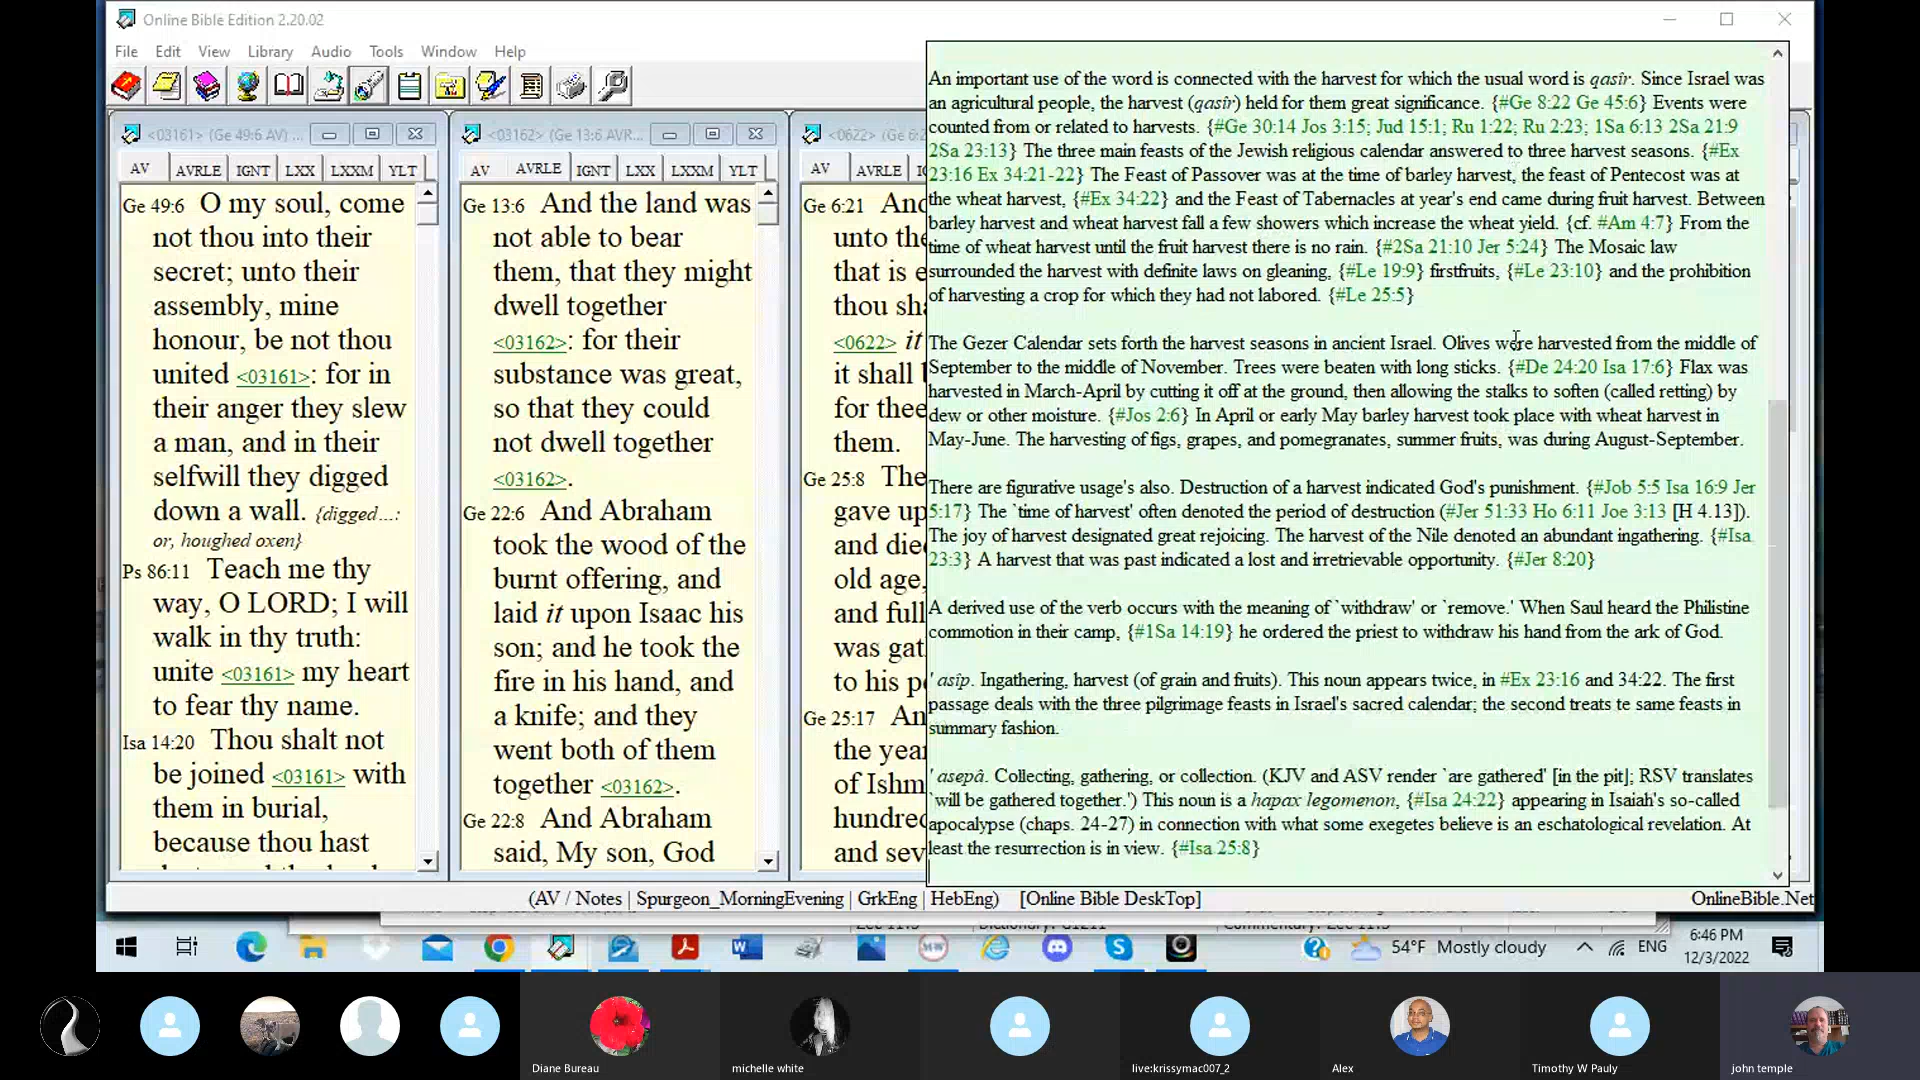 Online Bible Edition 2.20.02
File Edit View Library Audio Tools Window Help
<03161> (Ge 49:6 AV)...
AV AVRLE IGNT LXX LXXM YLT
Ge 49:6 O my soul, come
not thou into their
secret; unto their
assembly, mine
honour, be not thou
united <03161>: for in
their anger they slew
a man, and in their
selfwill they digged
down a wall. {digged...:
or, houghed oxen}
Ps 86:11 Teach me thy
way, O LORD; I will
walk in thy truth:
unite <03161> my heart
to fear thy name.
Isa 14:20 Thou shalt not
be joined <03161> with
them in burial,
because thou hast
<03162> (Ge 13:6 AVR...
AV AVRLE IGNT LXX LXXM YLT
Ge 13:6 And the land was
not able to bear
them, that they might
dwell together
<03162>: for their
substance was great,
so that they could
not dwell together
<03162>.
Ge 22:6 And Abraham
took the wood of the
burnt offering, and
laid it upon Isaac his
son; and he took the
fire in his hand, and
a knife; and they
went both of them
together <03162>.
Ge 22:8 And Abraham
said, My son, God
<0622> (Ge 6:2
AV AVRLE
Ge 6:21 And
unto the
that is e
thou sha
<0622> it
it shall b
for thee
them.
Ge 25:8 The
gave up
and died
old age,
and full
was gat
to his pe
Ge 25:17 An
the year
of Ishm
hundred
and sev
An important use of the word is connected with the harvest for which the usual word is qasîr. Since Israel was
an agricultural people, the harvest (qasîr) held for them great significance. {#Ge 8:22 Ge 45:6} Events were
counted from or related to harvests. {#Ge 30:14 Jos 3:15; Jud 15:1; Ru 1:22; Ru 2:23; 1Sa 6:13 2Sa 21:9
2Sa 23:13} The three main feasts of the Jewish religious calendar answered to three harvest seasons. {#Ex
23:16 Ex 34:21-22} The Feast of Passover was at the time of barley harvest, the feast of Pentecost was at
the wheat harvest, {#Ex 34:22} and the Feast of Tabernacles at year's end came during fruit harvest. Between
barley harvest and wheat harvest fall a few showers which increase the wheat yield. {cf. #Am 4:7} From the
time of wheat harvest until the fruit harvest there is no rain. {#2Sa 21:10 Jer 5:24} The Mosaic law
surrounded the harvest with definite laws on gleaning, {#Le 19:9} firstfruits, {#Le 23:10} and the prohibition
of harvesting a crop for which they had not labored. {#Le 25:5}
The Gezer Calendar sets forth the harvest seasons in ancient Israel. Olives were harvested from the middle of
September to the middle of November. Trees were beaten with long sticks. {#De 24:20 Isa 17:6} Flax was
harvested in March-April by cutting it off at the ground, then allowing the stalks to soften (called retting) by
dew or other moisture. {#Jos 2:6} In April or early May barley harvest took place with wheat harvest in
May-June. The harvesting of figs, grapes, and pomegranates, summer fruits, was during August-September.
There are figurative usage's also. Destruction of a harvest indicated God's punishment. {#Job 5:5 Isa 16:9 Jer
5:17} The `time of harvest' often denoted the period of destruction (#Jer 51:33 Ho 6:11 Joe 3:13 [H 4.13]).
The joy of harvest designated great rejoicing. The harvest of the Nile denoted an abundant ingathering. {#Isa
23:3} A harvest that was past indicated a lost and irretrievable opportunity. {#Jer 8:20}
A derived use of the verb occurs with the meaning of `withdraw' or `remove.' When Saul heard the Philistine
commotion in their camp, {#1Sa 14:19} he ordered the priest to withdraw his hand from the ark of God.
'asîp. Ingathering, harvest (of grain and fruits). This noun appears twice, in #Ex 23:16 and 34:22. The first
passage deals with the three pilgrimage feasts in Israel's sacred calendar; the second treats te same feasts in
summary fashion.
'asepâ. Collecting, gathering, or collection. (KJV and ASV render `are gathered' [in the pit]; RSV translates
`will be gathered together.') This noun is a hapax legomenon, {#Isa 24:22} appearing in Isaiah's so-called
apocalypse (chaps. 24-27) in connection with what some exegetes believe is an eschatological revelation. At
least the resurrection is in view. {#Isa 25:8}
(AV / Notes | Spurgeon_MorningEvening | GrkEng | HebEng) [Online Bible DeskTop] OnlineBible.Net
54°F Mostly cloudy ENG 6:46 PM
12/3/2022
Diane Bureau michelle white live:krissymac007_2 Alex Timothy W Pauly john temple